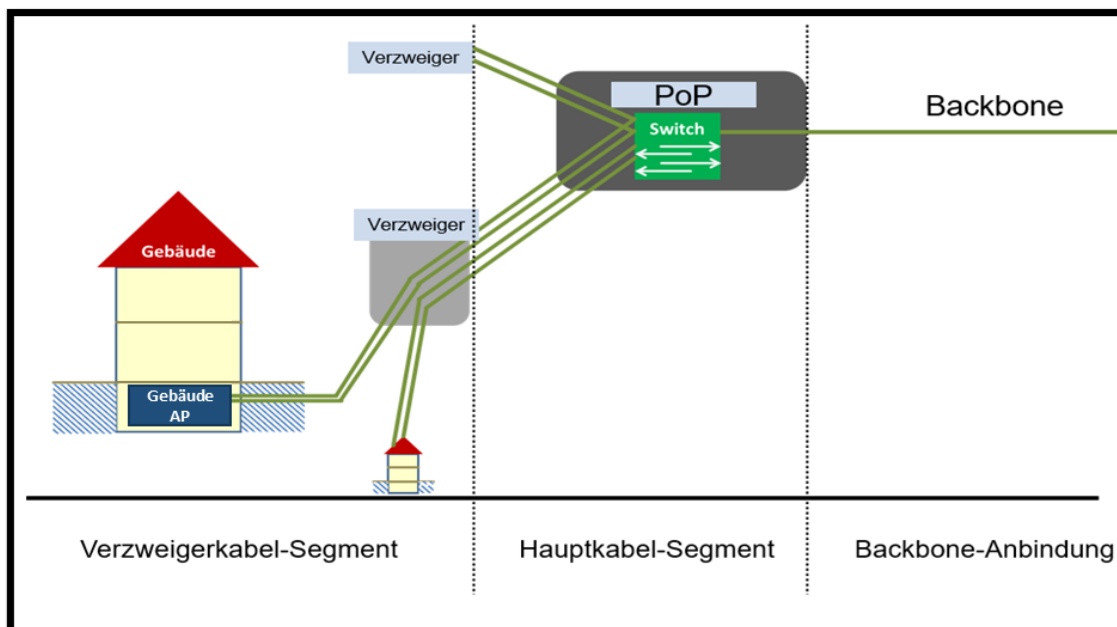 Verzweiger
PoP
Switch
Backbone
Verzweiger
Gebäude
Gebäude
AP
Verzweigerkabel-Segment
Hauptkabel-Segment
Backbone-Anbindung